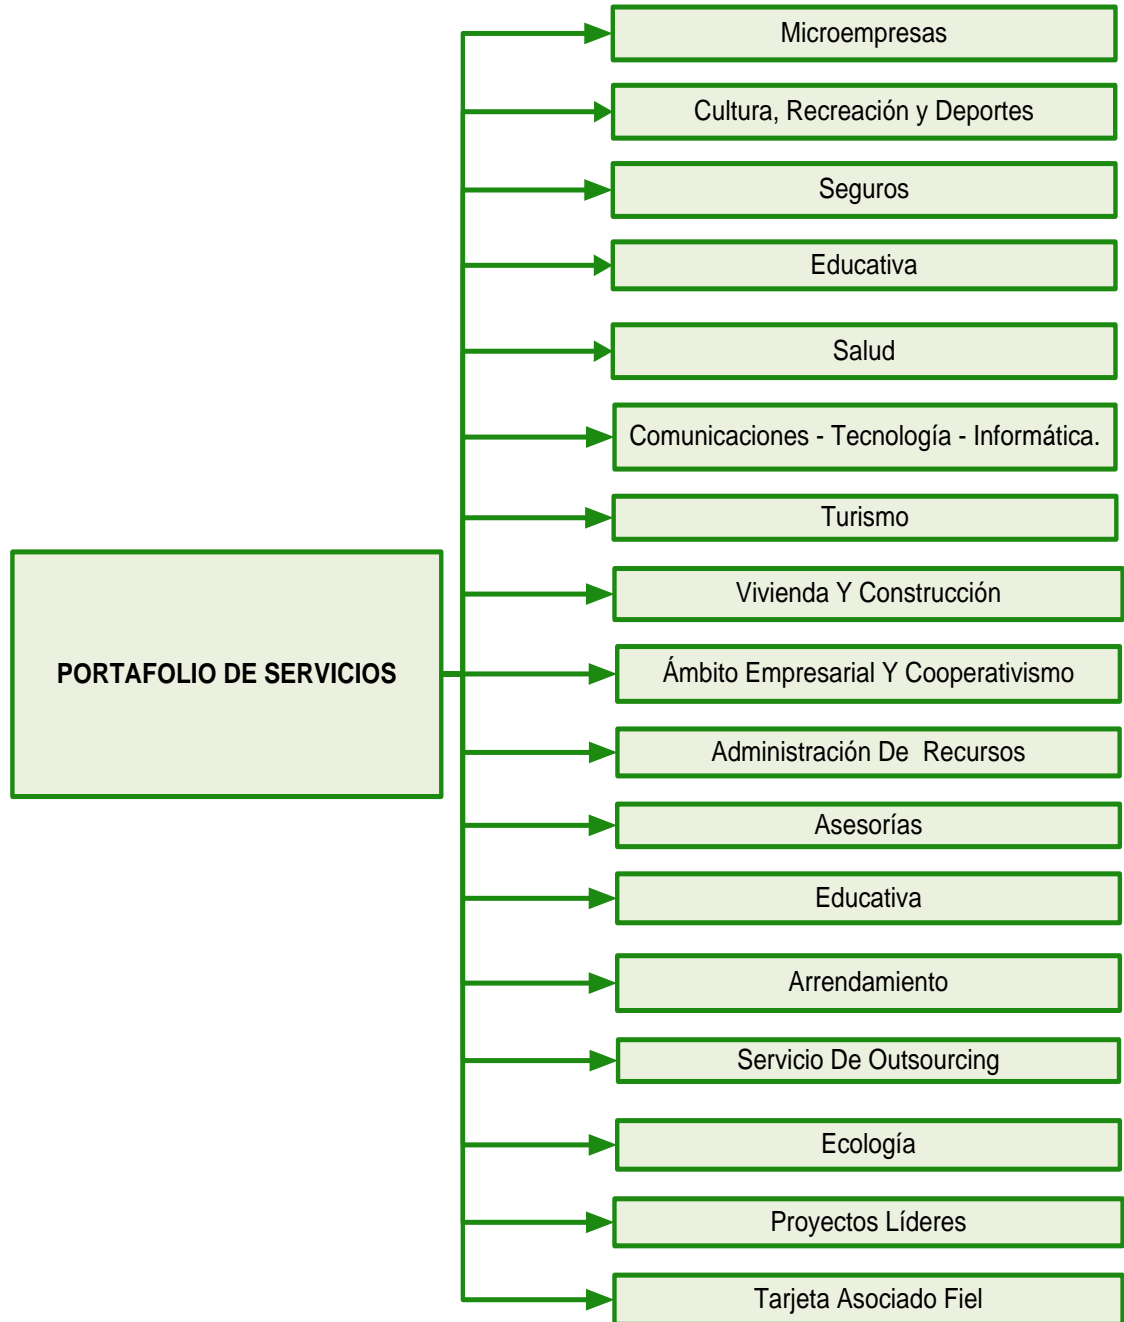 Microempresas
Cultura, Recreación y Deportes
Seguros
Educativa
Salud
Comunicaciones - Tecnología - Informática.
Turismo
Vivienda Y Construcción
PORTAFOLIO DE SERVICIOS
Ámbito Empresarial Y Cooperativismo
Administración De  Recursos
Asesorías
Educativa
Arrendamiento
Servicio De Outsourcing
Ecología
Proyectos Líderes
Tarjeta Asociado Fiel